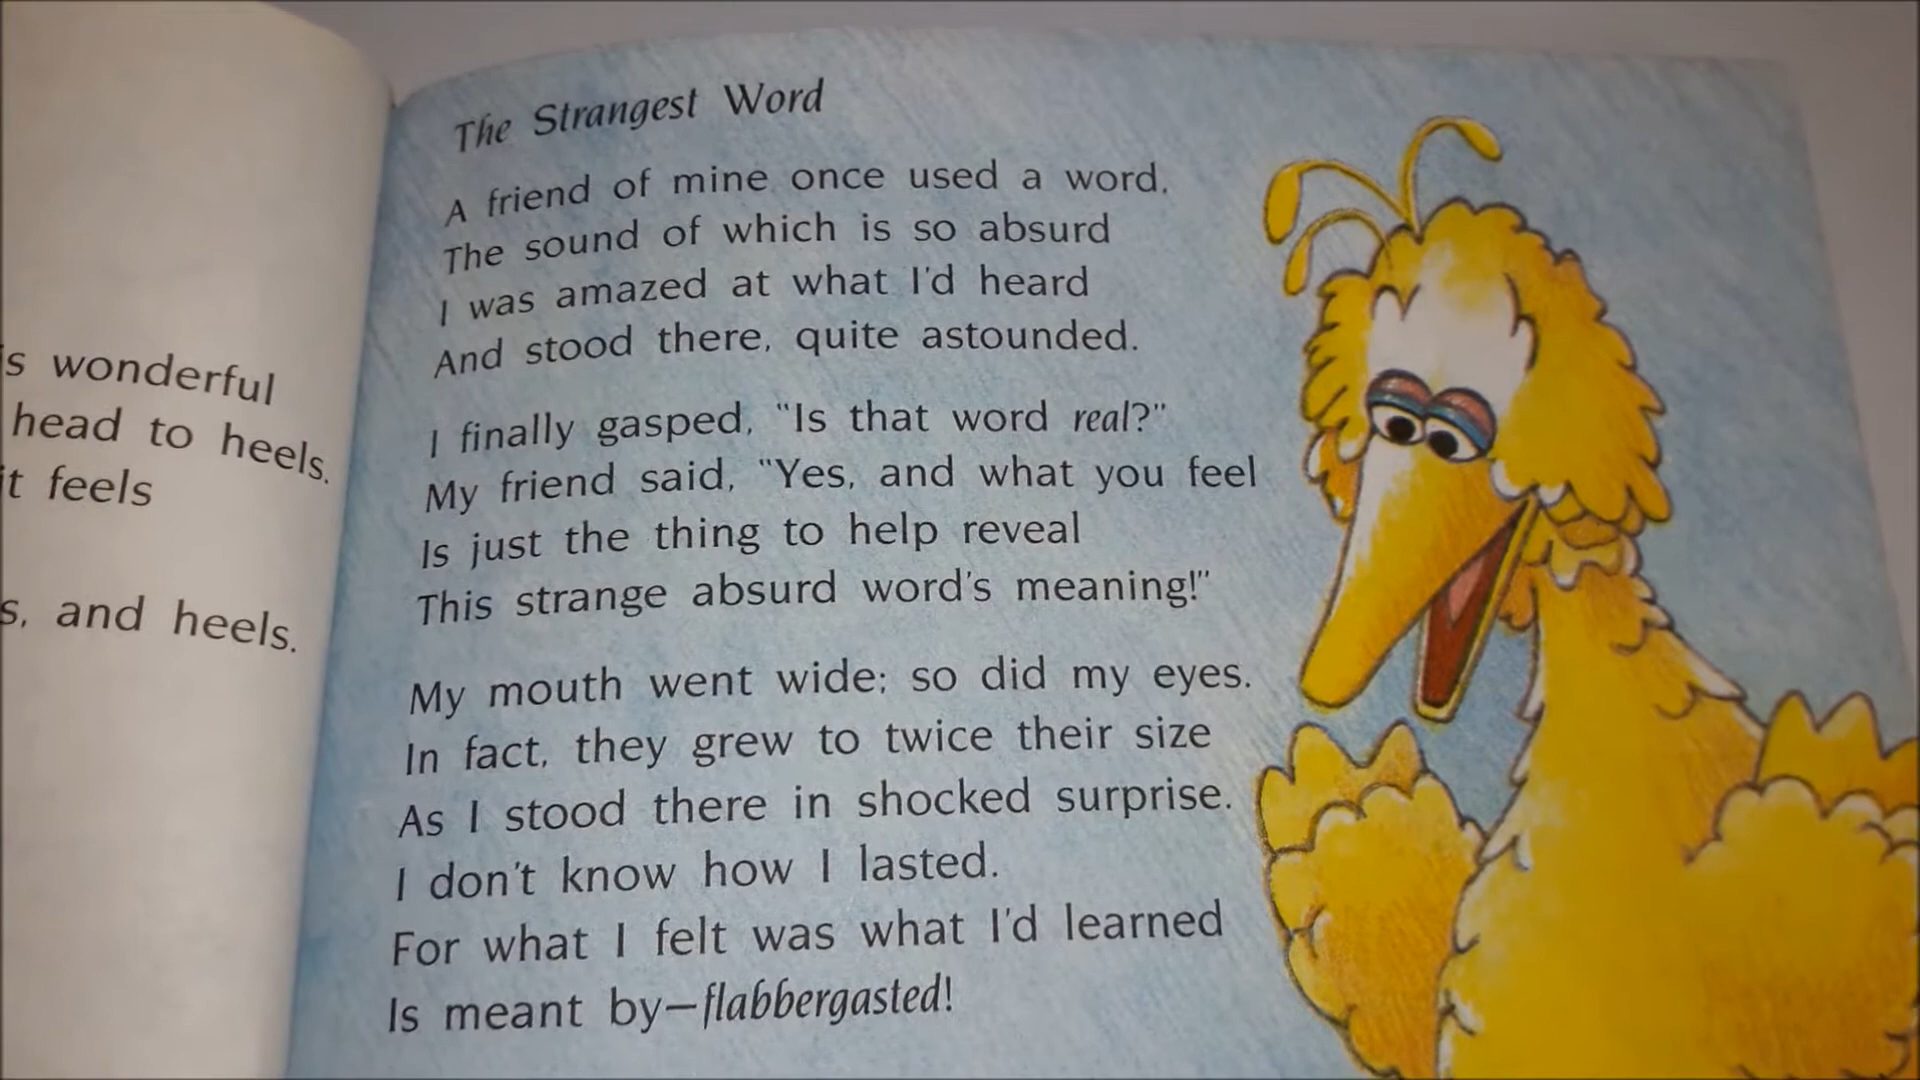 s wonderful
head to heels.
it feels
s, and heels.
The Strangest Word
A friend of mine once used a word,
The sound of which is so absurd
I was amazed at what I'd heard
And stood there, quite astounded.
I finally gasped, "Is that word real?"
My friend said, "Yes, and what you feel
Is just the thing to help reveal
This strange absurd word's meaning!"
My mouth went wide; so did my eyes.
In fact, they grew to twice their size
As I stood there in shocked surprise.
I don't know how I lasted.
For what I felt was what I'd learned
Is meant by—flabbergasted!